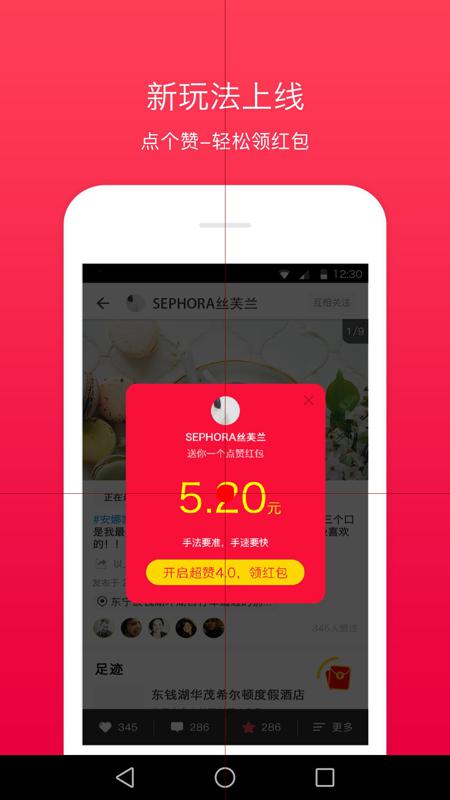 新玩法上线
点个赞-轻松领红包
12:30
SEPHORA丝芙兰
互相关注
1/9
SEPHORA丝芙兰
送你一个点赞红包
5.20元
手法要准，手速要快
开启超赞4.0，领红包
正在
#安娜
三个口
是我最
喜欢
的！！
发布于 2
345人赞过
足迹
东钱湖华茂希尔顿度假酒店
345
286
286
更多